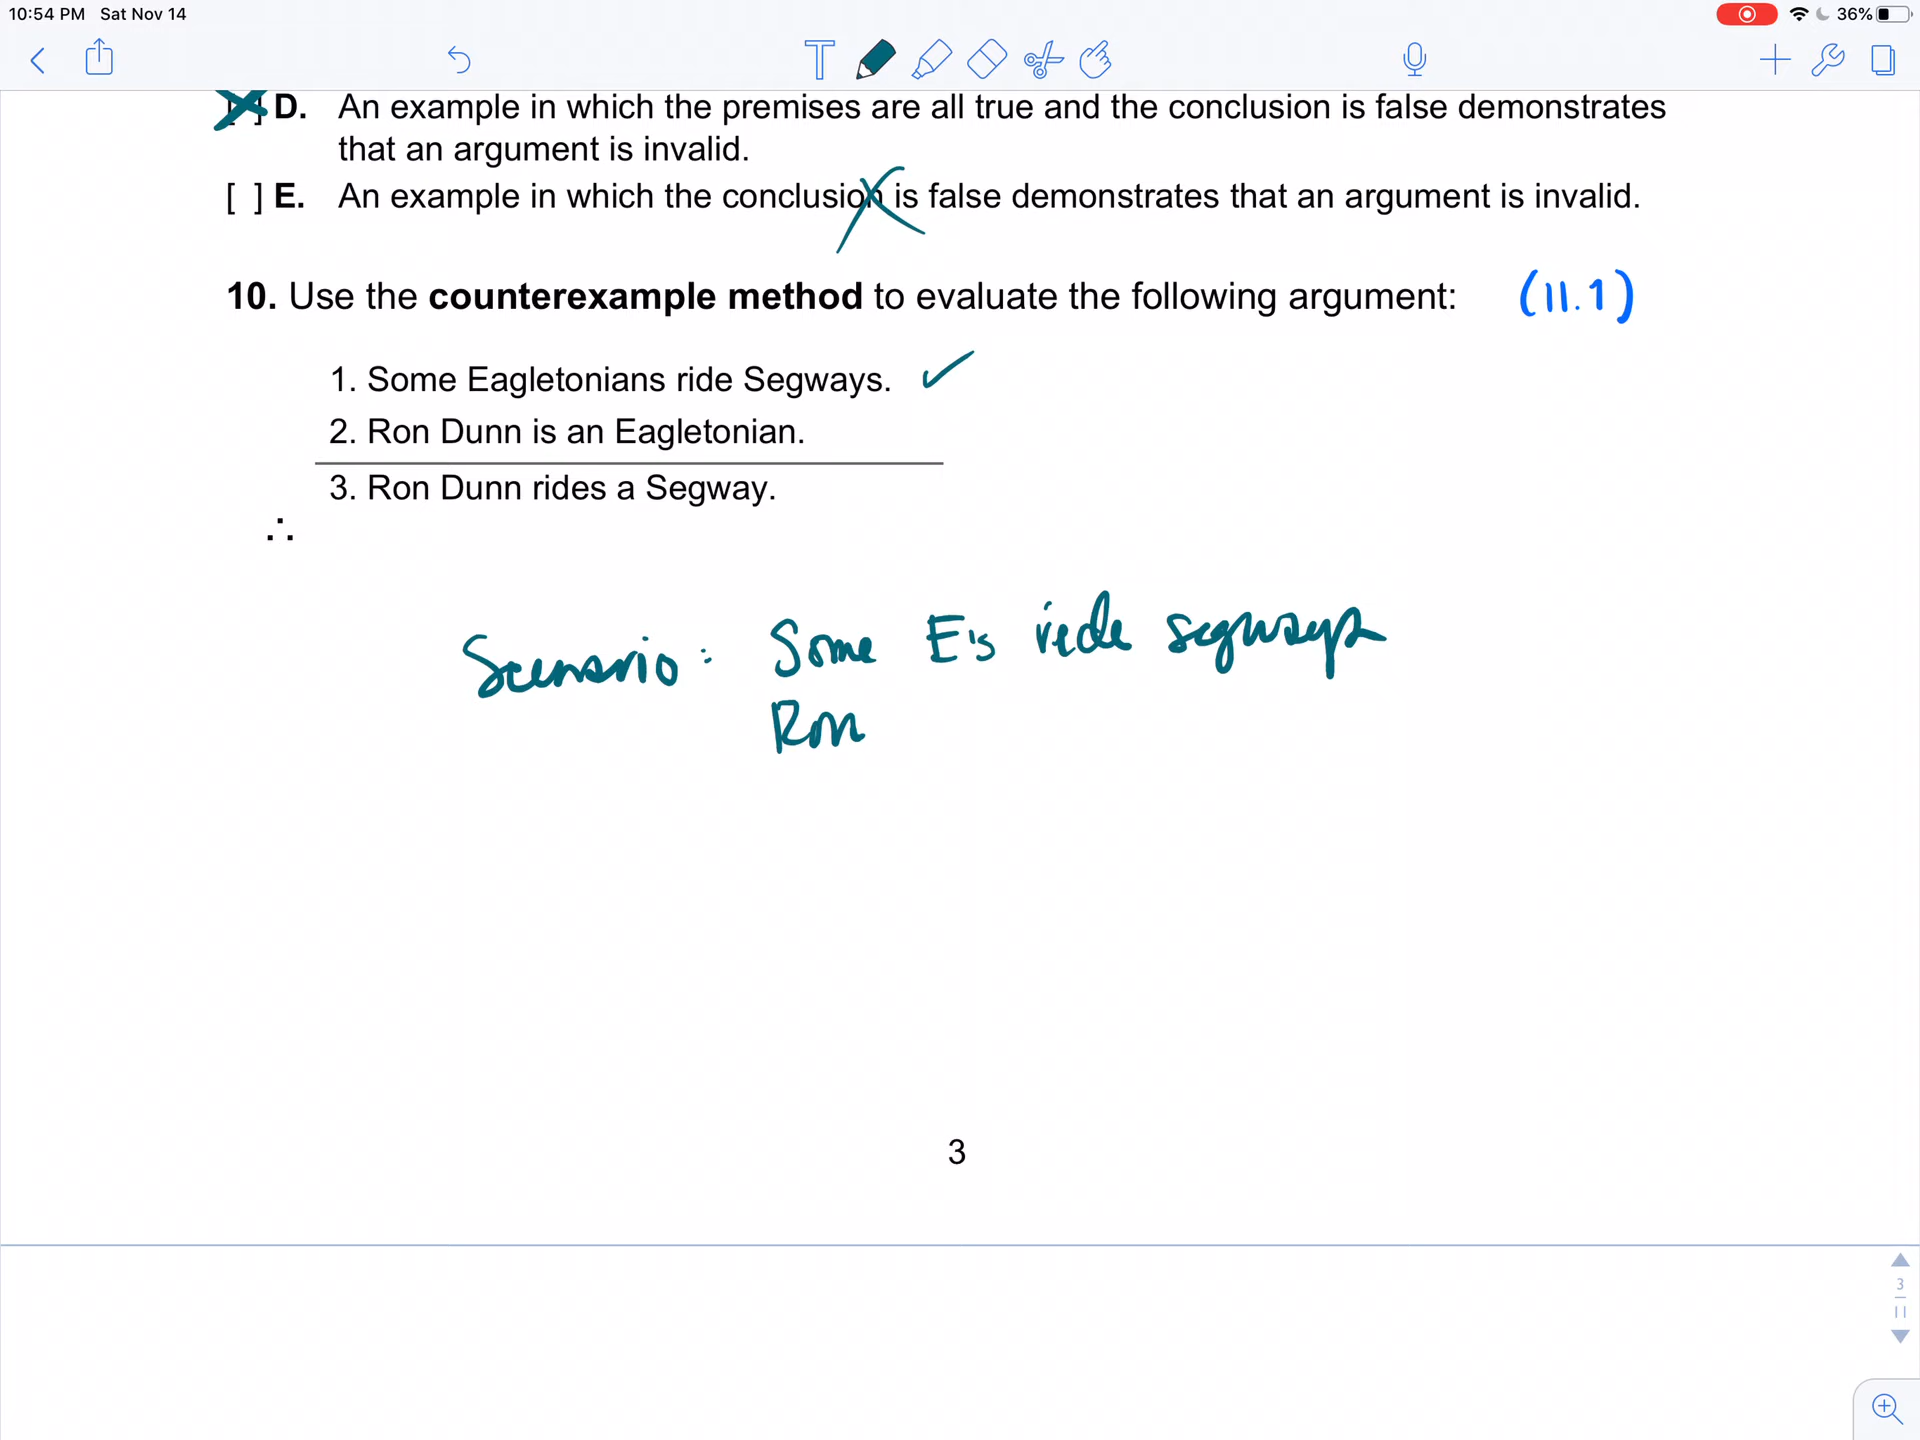 10:54 PM Sat Nov 14 36%
[ ] D. An example in which the premises are all true and the conclusion is false demonstrates
that an argument is invalid.
[ ] E. An example in which the conclusion is false demonstrates that an argument is invalid.
10. Use the counterexample method to evaluate the following argument: (11.1)
1. Some Eagletonians ride Segways.
2. Ron Dunn is an Eagletonian.
3. Ron Dunn rides a Segway.
∴
Scenario: Some E's ride segways
Ron
3
3
11